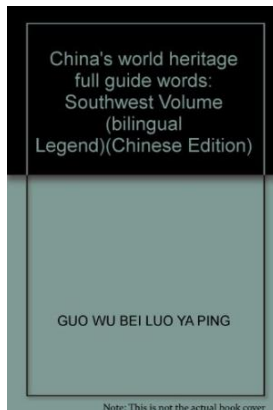 China's world heritage
full guide words:
Southwest Volume
(bilingual
Legend)(Chinese Edition)
GUO WU BEI LUO YA PING
Note: This is not the actual book cover